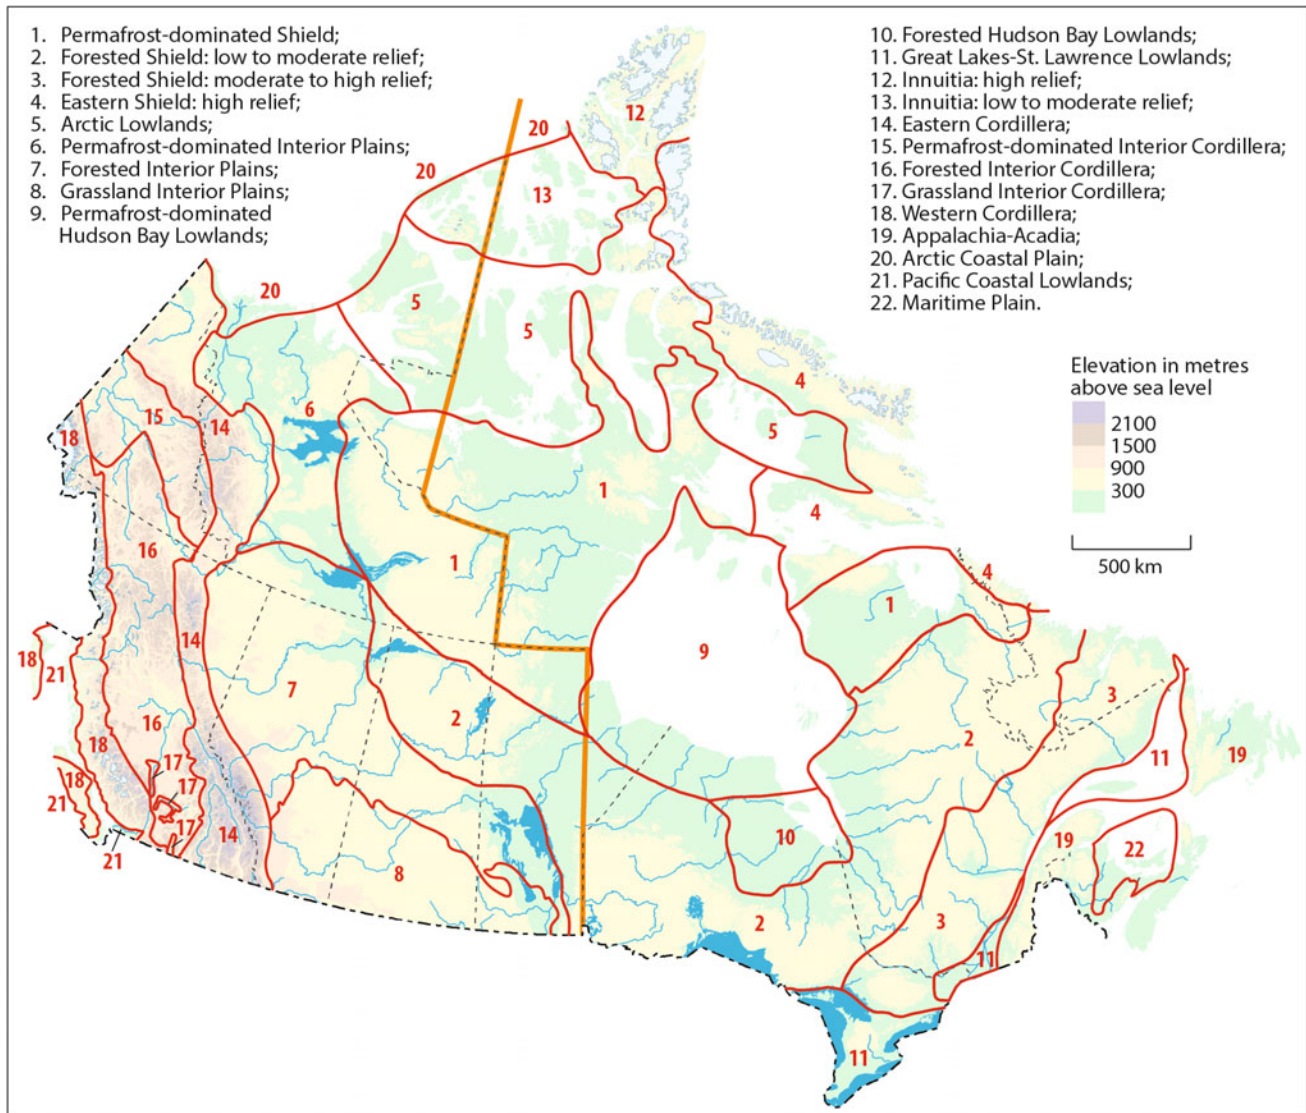 1. Permafrost-dominated Shield;
2. Forested Shield: low to moderate relief;
3. Forested Shield: moderate to high relief;
4. Eastern Shield: high relief;
5. Arctic Lowlands;
6. Permafrost-dominated Interior Plains;
7. Forested Interior Plains;
8. Grassland Interior Plains;
9. Permafrost-dominated
Hudson Bay Lowlands;
10. Forested Hudson Bay Lowlands;
11. Great Lakes-St. Lawrence Lowlands;
12. Innuitia: high relief;
13. Innuitia: low to moderate relief;
14. Eastern Cordillera;
15. Permafrost-dominated Interior Cordillera;
16. Forested Interior Cordillera;
17. Grassland Interior Cordillera;
18. Western Cordillera;
19. Appalachia-Acadia;
20. Arctic Coastal Plain;
21. Pacific Coastal Lowlands;
22. Maritime Plain.
Elevation in metres
above sea level
2100
1500
900
300
500 km
12
20
20
13
20
5
5
4
6
15
14
18
5
1
4
16
1
4
1
14
18
21
9
7
3
2
16
2
11
19
18
17
18
17
21
17
14
10
19
22
21
8
2
3
11
11